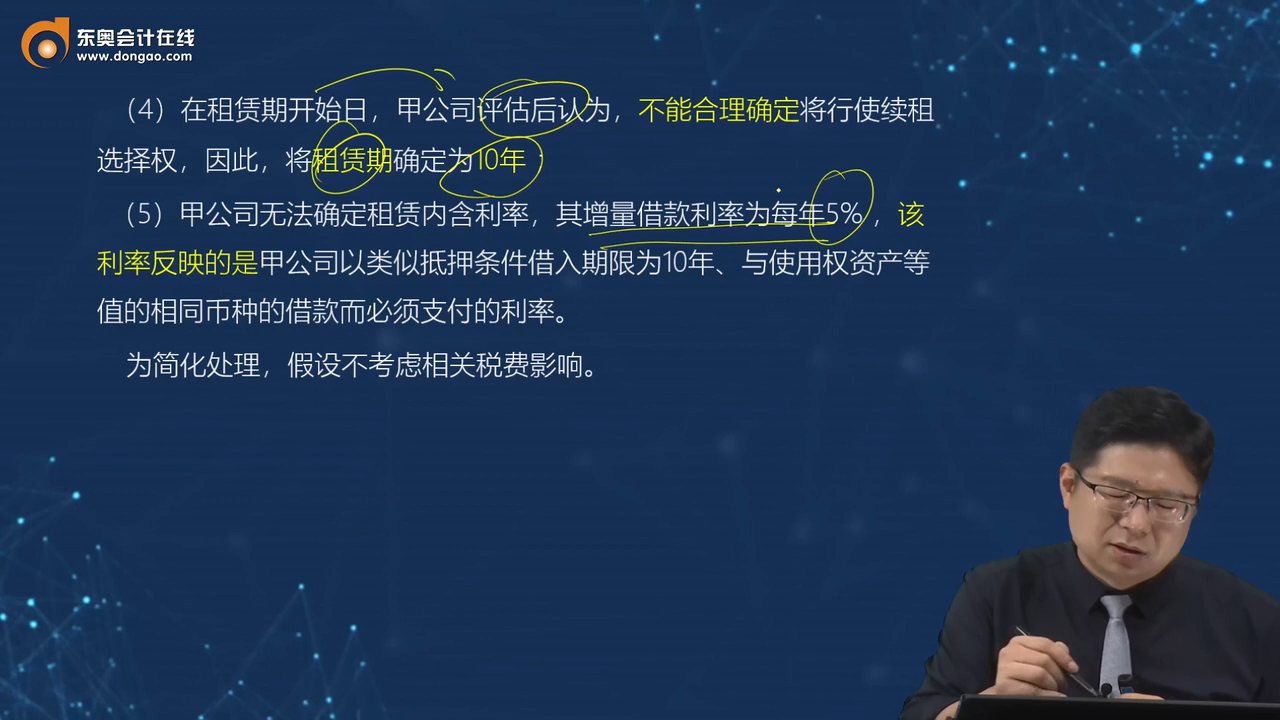 东奥会计在线
www.dongao.com
（4）在租赁期开始日，甲公司评估后认为，不能合理确定将行使续租
选择权，因此，将租赁期确定为10年
（5）甲公司无法确定租赁内含利率，其增量借款利率为每年5%，该
利率反映的是甲公司以类似抵押条件借入期限为10年、与使用权资产等
值的相同币种的借款而必须支付的利率。
为简化处理，假设不考虑相关税费影响。